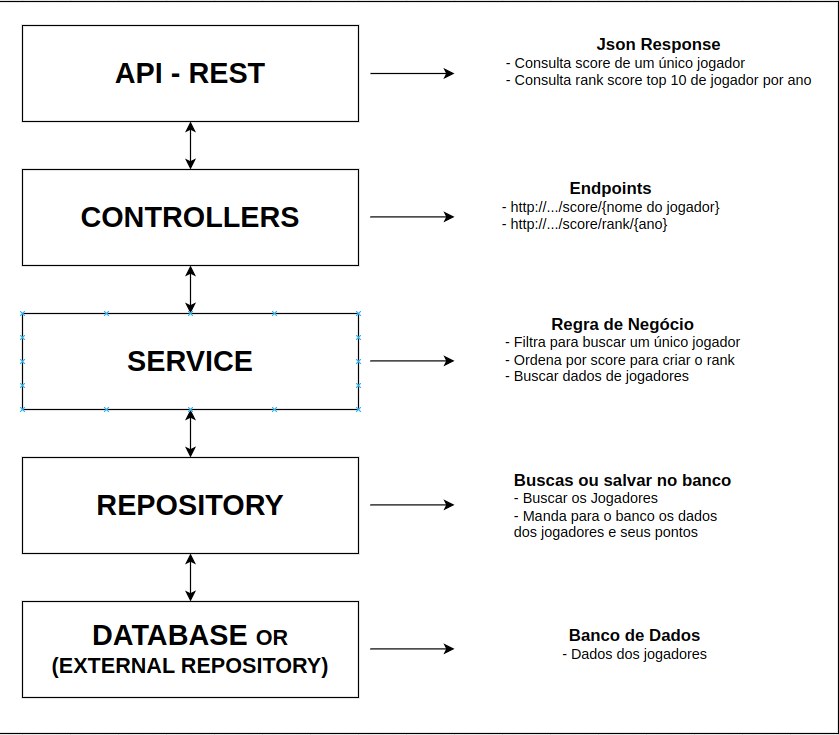 API - REST
Json Response
- Consulta score de um único jogador
- Consulta rank score top 10 de jogador por ano
CONTROLLERS
Endpoints
- http://.../score/{nome do jogador}
- http://.../score/rank/{ano}
SERVICE
Regra de Negócio
- Filtra para buscar um único jogador
- Ordena por score para criar o rank
- Buscar dados de jogadores
REPOSITORY
Buscas ou salvar no banco
- Buscar os Jogadores
- Manda para o banco os dados
dos jogadores e seus pontos
DATABASE OR
(EXTERNAL REPOSITORY)
Banco de Dados
- Dados dos jogadores